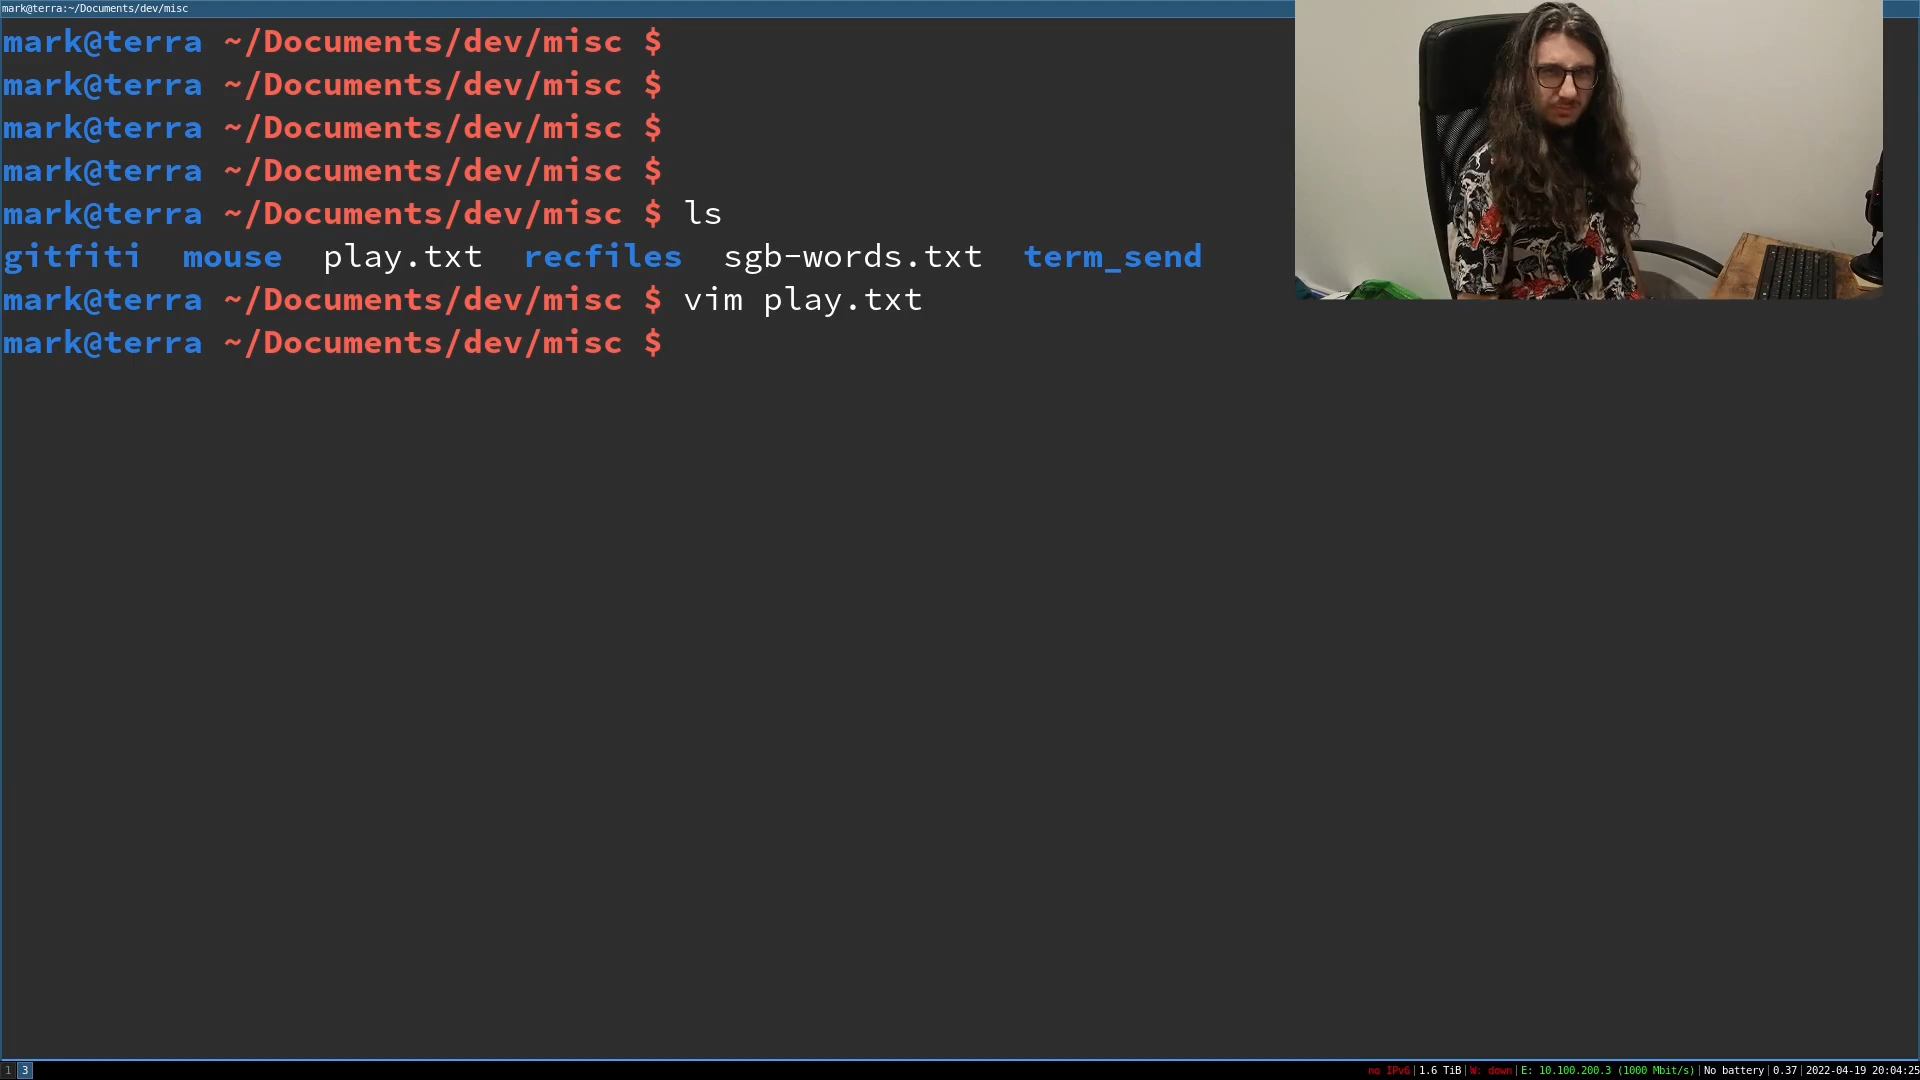 mark@terra:~/Documents/dev/misc
mark@terra ~/Documents/dev/misc $
mark@terra ~/Documents/dev/misc $
mark@terra ~/Documents/dev/misc $
mark@terra ~/Documents/dev/misc $
mark@terra ~/Documents/dev/misc $ ls
gitfiti mouse play.txt recfiles sgb-words.txt term_send
mark@terra ~/Documents/dev/misc $ vim play.txt
mark@terra ~/Documents/dev/misc $
1 3 no IPv6|1.6 TiB|W: down|E: 10.100.200.3 (1000 Mbit/s)|No battery|0.37|2022-04-19 20:04:25